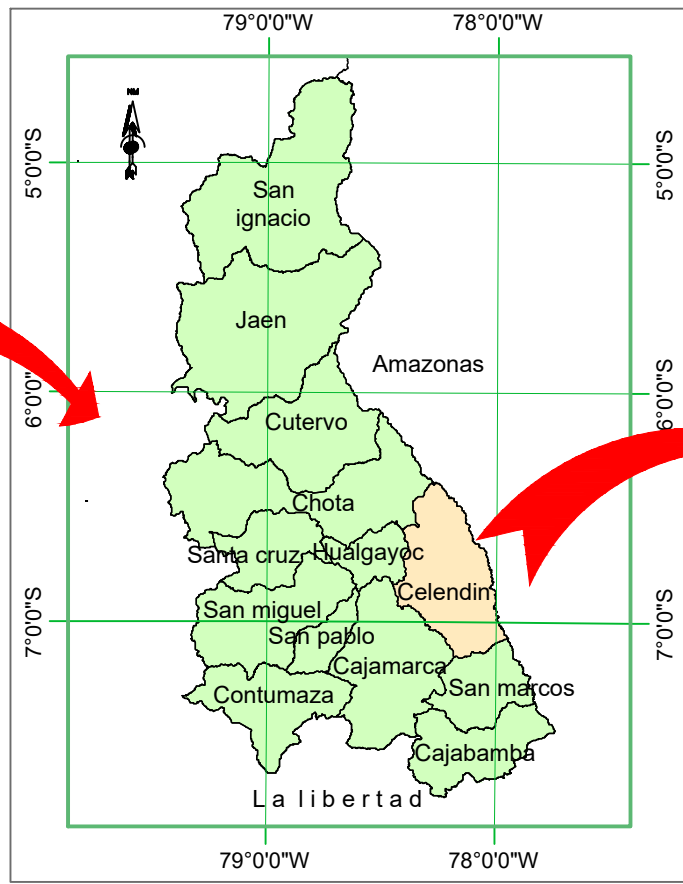 79°0'0"W
78°0'0"W
NM
5°0'0"S
5°0'0"S
San
ignacio
Jaen
Amazonas
6°0'0"S
6°0'0"S
Cutervo
Chota
Santa cruz
Hualgayoc
Celendin
San miguel
7°0'0"S
7°0'0"S
San pablo
Cajamarca
San marcos
Contumaza
Cajabamba
La libertad
79°0'0"W
78°0'0"W